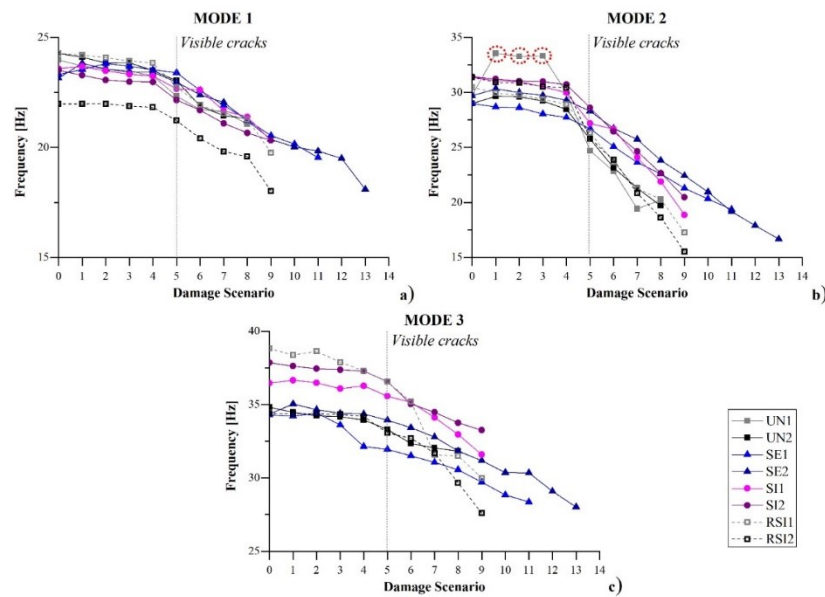 MODE 1
Visible cracks
25
20
15
Frequency [Hz]
0 1 2 3 4 5 6 7 8 9 10 11 12 13 14
Damage Scenario
a)
MODE 2
Visible cracks
35
30
25
20
15
Frequency [Hz]
0 1 2 3 4 5 6 7 8 9 10 11 12 13 14
Damage Scenario
b)
MODE 3
Visible cracks
40
35
30
25
Frequency [Hz]
0 1 2 3 4 5 6 7 8 9 10 11 12 13 14
Damage Scenario
c)
UN1
UN2
SE1
SE2
SI1
SI2
RSI1
RSI2